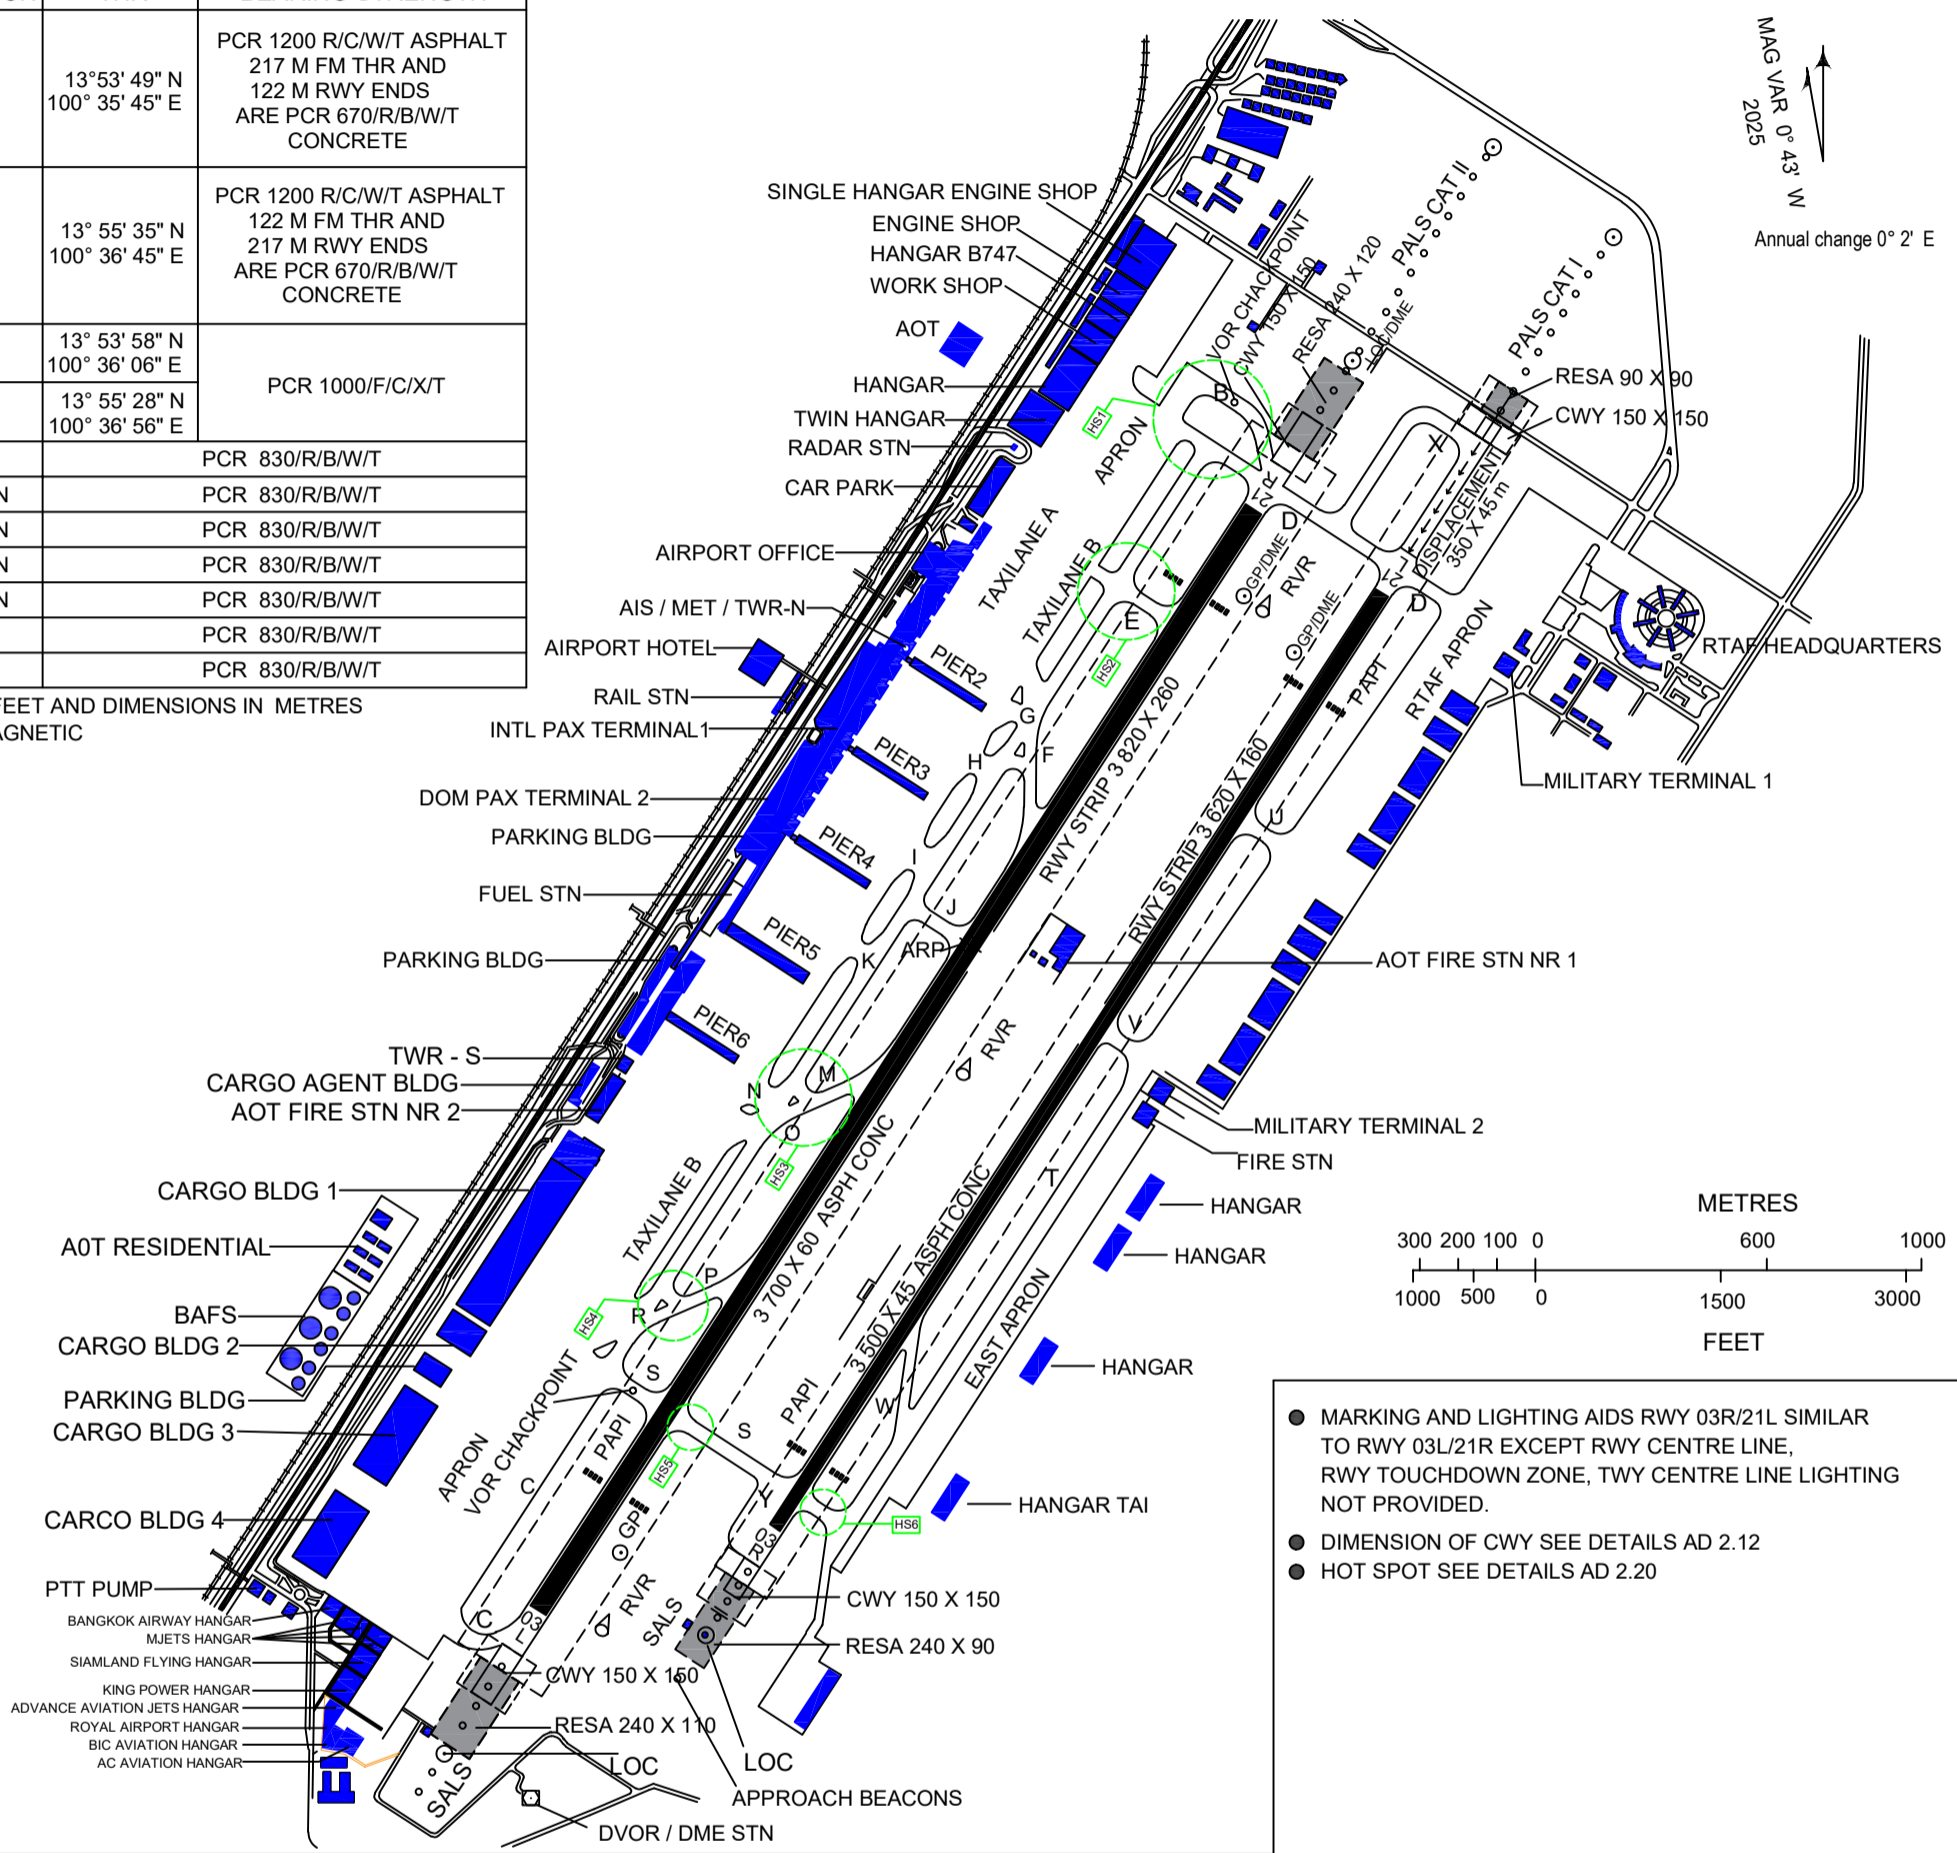 13°53' 49" N
100° 35' 45" E
PCR 1200 R/C/W/T ASPHALT
217 M FM THR AND
122 M RWY ENDS
ARE PCR 670/R/B/W/T
CONCRETE
13° 55' 35" N
100° 36' 45" E
PCR 1200 R/C/W/T ASPHALT
122 M FM THR AND
217 M RWY ENDS
ARE PCR 670/R/B/W/T
CONCRETE
13° 53' 58" N
100° 36' 06" E
PCR 1000/F/C/X/T
13° 55' 28" N
100° 36' 56" E
PCR 830/R/B/W/T
N
PCR 830/R/B/W/T
N
PCR 830/R/B/W/T
N
PCR 830/R/B/W/T
N
PCR 830/R/B/W/T
PCR 830/R/B/W/T
PCR 830/R/B/W/T
FEET AND DIMENSIONS IN METRES
AGNETIC
MAG VAR 0° 43' W
2025
Annual change 0° 2' E
SINGLE HANGAR ENGINE SHOP
ENGINE SHOP
HANGAR B747
WORK SHOP
AOT
HANGAR
TWIN HANGAR
RADAR STN
CAR PARK
AIRPORT OFFICE
AIS / MET / TWR-N
AIRPORT HOTEL
RAIL STN
INTL PAX TERMINAL1
DOM PAX TERMINAL 2
PARKING BLDG
FUEL STN
PARKING BLDG
TWR - S
CARGO AGENT BLDG
AOT FIRE STN NR 2
CARGO BLDG 1
A0T RESIDENTIAL
BAFS
CARGO BLDG 2
PARKING BLDG
CARGO BLDG 3
CARCO BLDG 4
PTT PUMP
BANGKOK AIRWAY HANGAR
MJETS HANGAR
SIAMLAND FLYING HANGAR
KING POWER HANGAR
ADVANCE AVIATION JETS HANGAR
ROYAL AIRPORT HANGAR
BIC AVIATION HANGAR
AC AVIATION HANGAR
VOR CHACKPOINT
CWY 150 X 150
RESA 240 X 120
PALS CAT II
LOC/DME
PALS CAT I
RESA 90 X 90
CWY 150 X 150
HS1
B
APRON
X
DISPLACEMENT
350 X 45 m
21 R
D
GP/DME
RVR
21 L
D
TAXILANE A
TAXILANE B
E
HS2
GP/DME
PAPI
RTAF APRON
RTAF HEADQUARTERS
MILITARY TERMINAL 1
PIER2
PIER3
PIER4
PIER5
PIER6
G
F
H
I
J
K
ARP
RWY STRIP 3 820 X 260
RWY STRIP 3 620 X 160
U
AOT FIRE STN NR 1
V
RVR
N
M
O
HS3
3 700 X 60 ASPH CONC
3 500 X 45 ASPH CONC
T
MILITARY TERMINAL 2
FIRE STN
HANGAR
HANGAR
HANGAR
HANGAR TAI
EAST APRON
TAXILANE B
P
R
HS4
S
W
APRON
VOR CHACKPOINT
C
PAPI
PAPI
S
HS5
Y
HS6
03 R
GP
RVR
SALS
C
03 L
CWY 150 X 150
RESA 240 X 90
CWY 150 X 150
RESA 240 X 110
LOC
LOC
SALS
APPROACH BEACONS
DVOR / DME STN
METRES
300 200 100 0 600 1000
1000 500 0 1500 3000
FEET
MARKING AND LIGHTING AIDS RWY 03R/21L SIMILAR
TO RWY 03L/21R EXCEPT RWY CENTRE LINE,
RWY TOUCHDOWN ZONE, TWY CENTRE LINE LIGHTING
NOT PROVIDED.
DIMENSION OF CWY SEE DETAILS AD 2.12
HOT SPOT SEE DETAILS AD 2.20